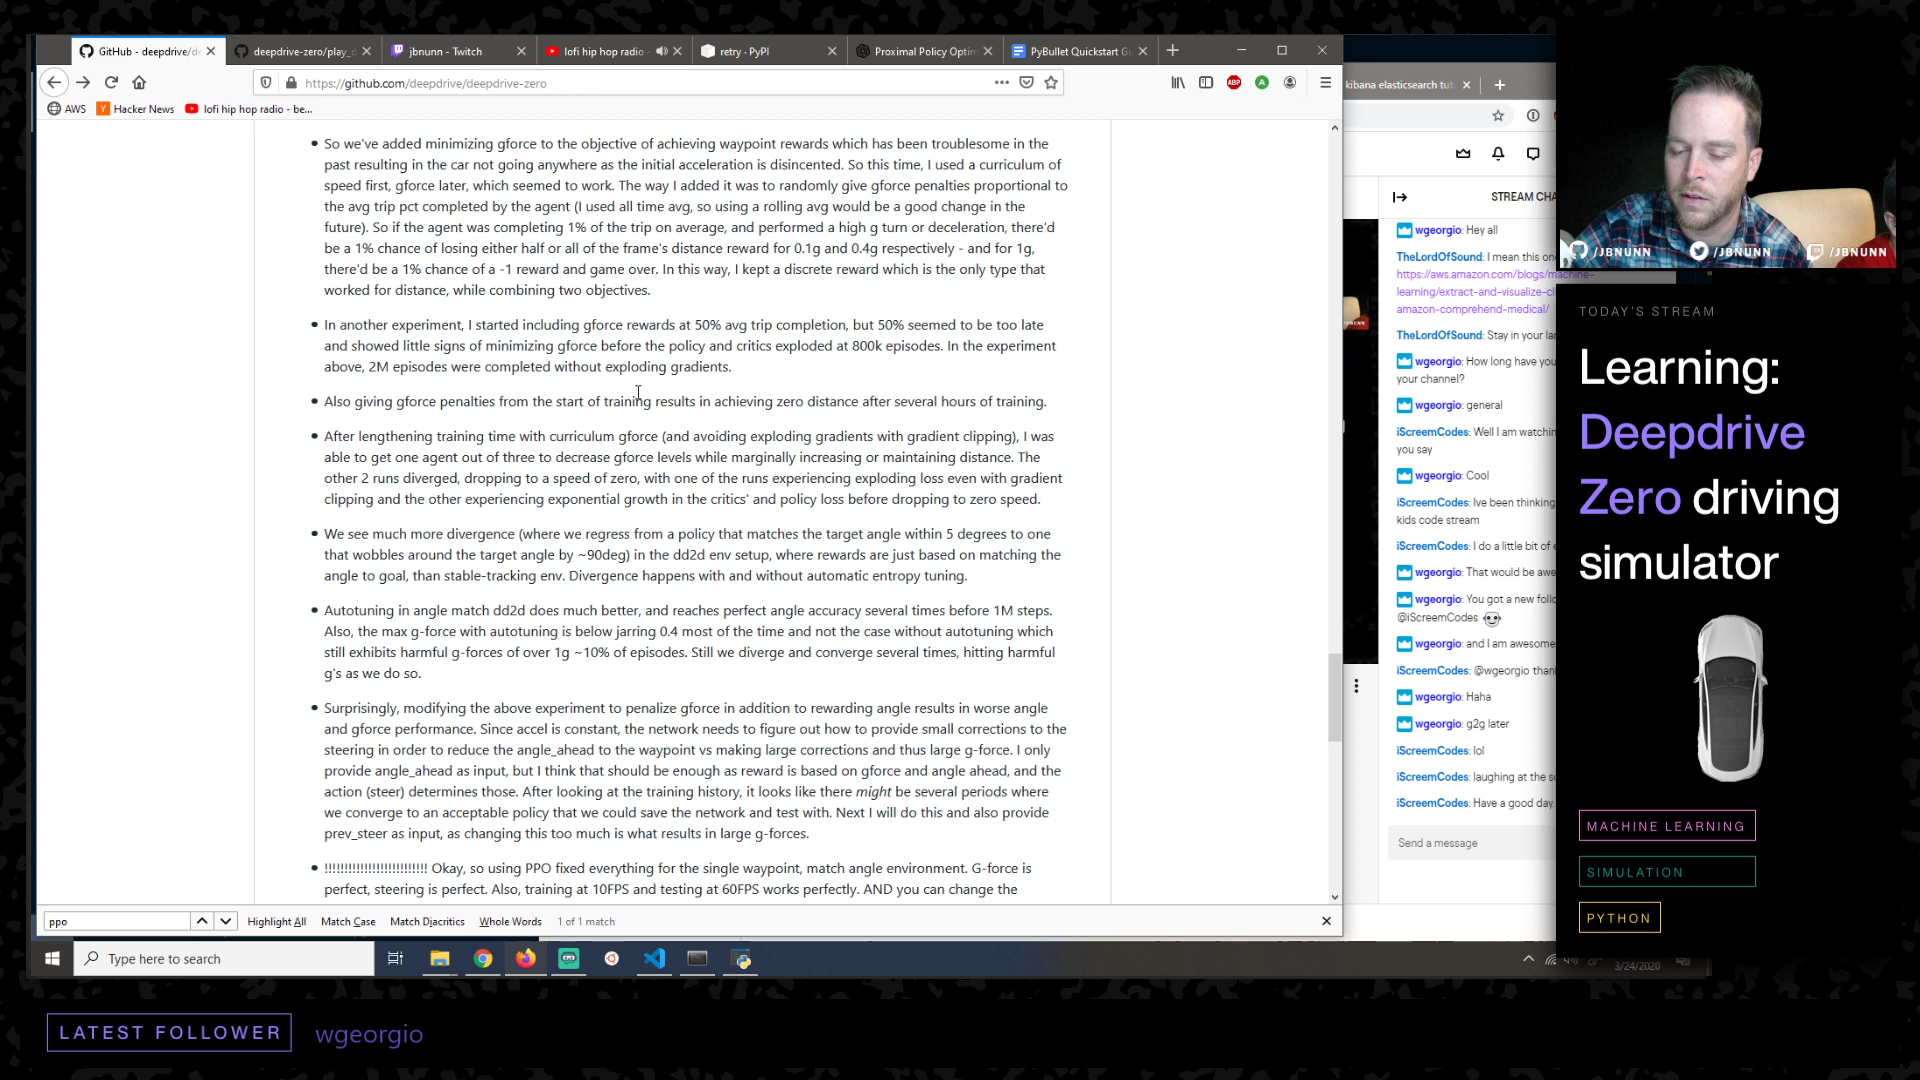 GitHub - deepdrive/d
deepdrive-zero/play_
jbnunn - Twitch
lofi hip hop radio
retry · PyPI
Proximal Policy Optim
PyBullet Quickstart G
https://github.com/deepdrive/deepdrive-zero
AWS
Hacker News
lofi hip hop radio - be...
So we've added minimizing gforce to the objective of achieving waypoint rewards which has been troublesome in the
past resulting in the car not going anywhere as the initial acceleration is disincented. So this time, I used a curriculum of
speed first, gforce later, which seemed to work. The way I added it was to randomly give gforce penalties proportional to
the avg trip pct completed by the agent (I used all time avg, so using a rolling avg would be a good change in the
future). So if the agent was completing 1% of the trip on average, and performed a high g turn or deceleration, there'd
be a 1% chance of losing either half or all of the frame's distance reward for 0.1g and 0.4g respectively - and for 1g,
there'd be a 1% chance of a -1 reward and game over. In this way, I kept a discrete reward which is the only type that
worked for distance, while combining two objectives.
In another experiment, I started including gforce rewards at 50% avg trip completion, but 50% seemed to be too late
and showed little signs of minimizing gforce before the policy and critics exploded at 800k episodes. In the experiment
above, 2M episodes were completed without exploding gradients.
Also giving gforce penalties from the start of training results in achieving zero distance after several hours of training.
After lengthening training time with curriculum gforce (and avoiding exploding gradients with gradient clipping), I was
able to get one agent out of three to decrease gforce levels while marginally increasing or maintaining distance. The
other 2 runs diverged, dropping to a speed of zero, with one of the runs experiencing exploding loss even with gradient
clipping and the other experiencing exponential growth in the critics' and policy loss before dropping to zero speed.
We see much more divergence (where we regress from a policy that matches the target angle within 5 degrees to one
that wobbles around the target angle by ~90deg) in the dd2d env setup, where rewards are just based on matching the
angle to goal, than stable-tracking env. Divergence happens with and without automatic entropy tuning.
Autotuning in angle match dd2d does much better, and reaches perfect angle accuracy several times before 1M steps.
Also, the max g-force with autotuning is below jarring 0.4 most of the time and not the case without autotuning which
still exhibits harmful g-forces of over 1g ~10% of episodes. Still we diverge and converge several times, hitting harmful
g's as we do so.
Surprisingly, modifying the above experiment to penalize gforce in addition to rewarding angle results in worse angle
and gforce performance. Since accel is constant, the network needs to figure out how to provide small corrections to the
steering in order to reduce the angle_ahead to the waypoint vs making large corrections and thus large g-force. I only
provide angle_ahead as input, but I think that should be enough as reward is based on gforce and angle ahead, and the
action (steer) determines those. After looking at the training history, it looks like there might be several periods where
we converge to an acceptable policy that we could save the network and test with. Next I will do this and also provide
prev_steer as input, as changing this too much is what results in large g-forces.
!!!!!!!!!!!!!!!!!!!!!!!!!! Okay, so using PPO fixed everything for the single waypoint, match angle environment. G-force is
perfect, steering is perfect. Also, training at 10FPS and testing at 60FPS works perfectly. AND you can change the
ppo
Highlight All
Match Case
Match Diacritics
Whole Words
1 of 1 match
Type here to search
3/24/2020
kibana elasticsearch tut
STREAM CHA
wgeorgio: Hey all
TheLordOfSound: I mean this on
https://aws.amazon.com/blogs/machine-
learning/extract-and-visualize-cl
amazon-comprehend-medical/
TheLordOfSound: Stay in your la
wgeorgio: How long have you
your channel?
wgeorgio: general
iScreemCodes: Well I am watchin
you say
wgeorgio: Cool
iScreemCodes: Ive been thinking
kids code stream
iScreemCodes: I do a little bit of e
wgeorgio: That would be awe
wgeorgio: You got a new follo
@iScreemCodes
wgeorgio: and I am awesome
iScreemCodes: @wgeorgio than
wgeorgio: Haha
wgeorgio: g2g later
iScreemCodes: lol
iScreemCodes: laughing at the s
iScreemCodes: Have a good day
Send a message
/JBNUNN
/JBNUNN
/JBNUNN
TODAY'S STREAM
Learning:
Deepdrive
Zero driving
simulator
MACHINE LEARNING
SIMULATION
PYTHON
LATEST FOLLOWER
wgeorgio